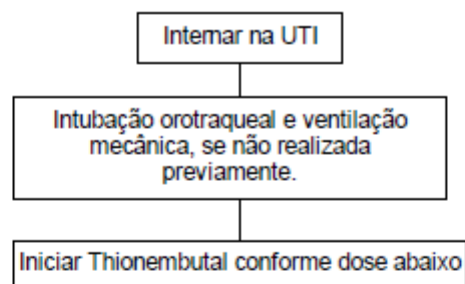 Internar na UTI
Intubação orotraqueal e ventilação
mecânica, se não realizada
previamente.
Iniciar Thionembutal conforme dose abaixo